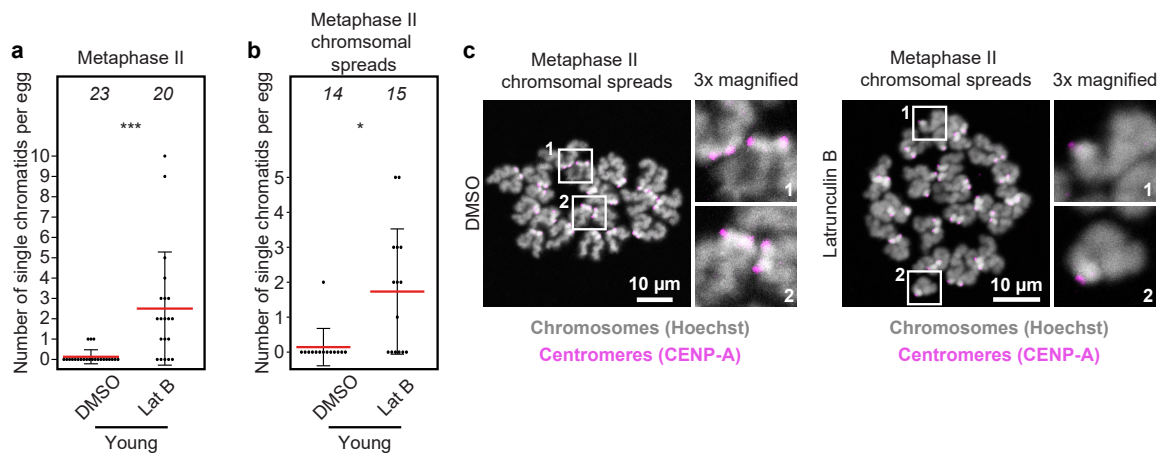 a
Metaphase II
Number of single chromatids per egg
23 20
***
10
9
8
7
6
5
4
3
2
1
0
DMSO
Lat B
Young
b
Metaphase II
chromsomal
spreads
Number of single chromatids per egg
14 15
*
5
4
3
2
1
0
DMSO
Lat B
Young
c
Metaphase II
chromsomal spreads
3x magnified
DMSO
1
2
10 µm
1
2
Chromosomes (Hoechst)
Centromeres (CENP-A)
Metaphase II
chromsomal spreads
3x magnified
Latrunculin B
1
2
10 µm
1
2
Chromosomes (Hoechst)
Centromeres (CENP-A)